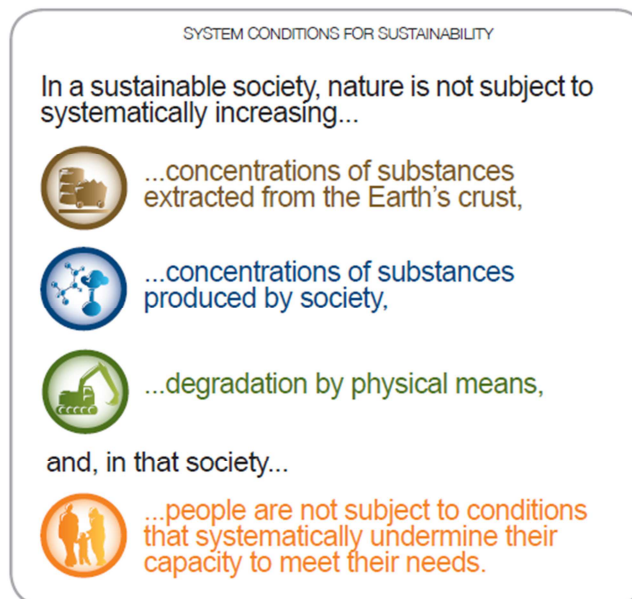 SYSTEM CONDITIONS FOR SUSTAINABILITY
In a sustainable society, nature is not subject to
systematically increasing...
...concentrations of substances
extracted from the Earth's crust,
...concentrations of substances
produced by society,
...degradation by physical means,
and, in that society...
...people are not subject to conditions
that systematically undermine their
capacity to meet their needs.